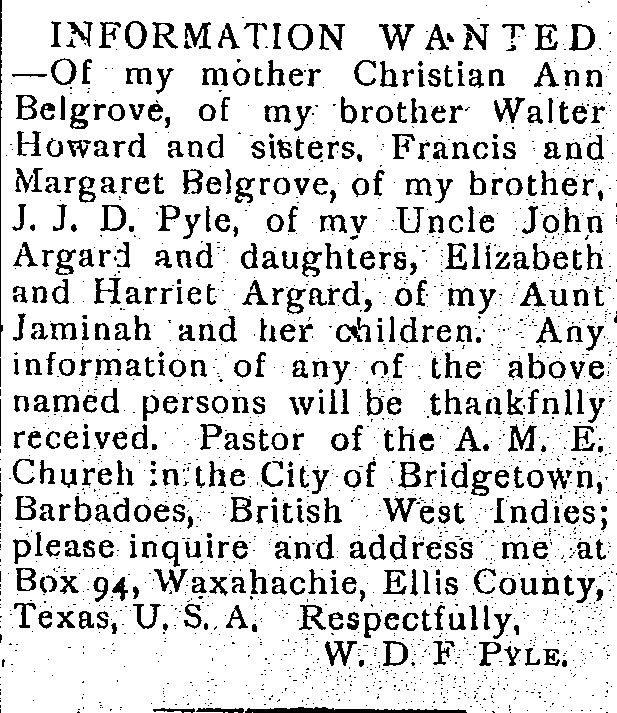 INFORMATION WANTED
—Of my mother Christian Ann
Belgrove, of my brother Walter
Howard and sisters, Francis and
Margaret Belgrove, of my brother,
J. J. D. Pyle, of my Uncle John
Argard and daughters, Elizabeth
and Harriet Argard, of my Aunt
Jaminah and her children. Any
information of any of the above
named persons will be thankfnlly
received. Pastor of the A. M. E.
Chureh in the City of Bridgetown,
Barbadoes, British West Indies;
please inquire and address me at
Box 94, Waxahachie, Ellis County,
Texas, U. S. A. Respectfully,
W. D. F. PYLE.